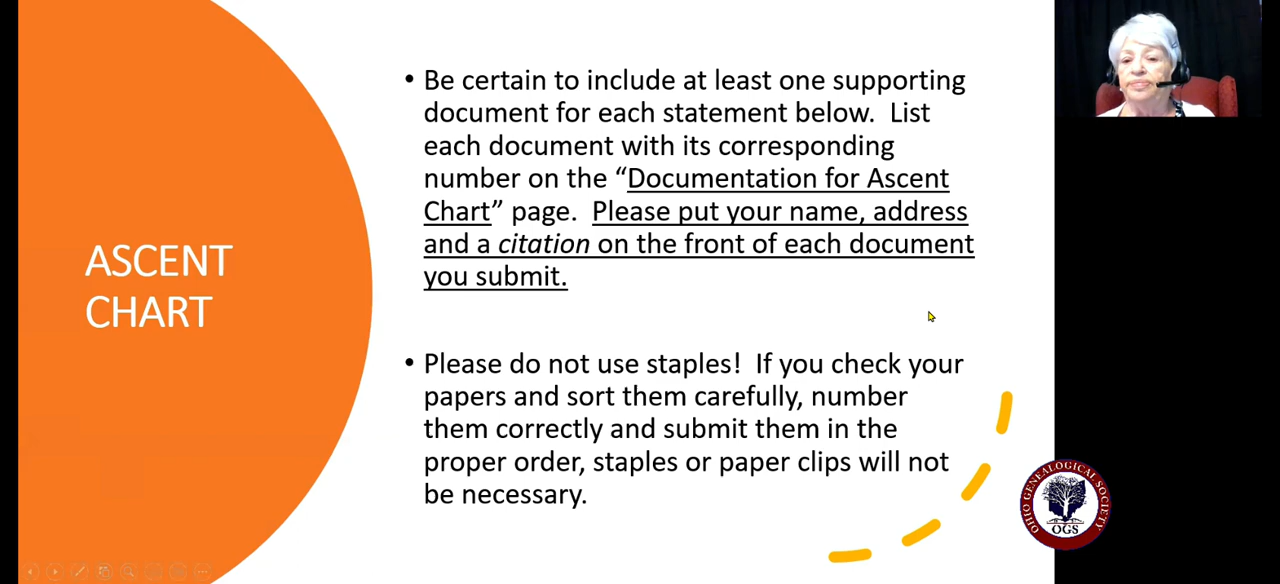 ASCENT
CHART
• Be certain to include at least one supporting
document for each statement below.  List
each document with its corresponding
number on the “Documentation for Ascent
Chart” page.  Please put your name, address
and a citation on the front of each document
you submit.
• Please do not use staples!  If you check your
papers and sort them carefully, number
them correctly and submit them in the
proper order, staples or paper clips will not
be necessary.
OHIO GENEALOGICAL SOCIETY
OGS